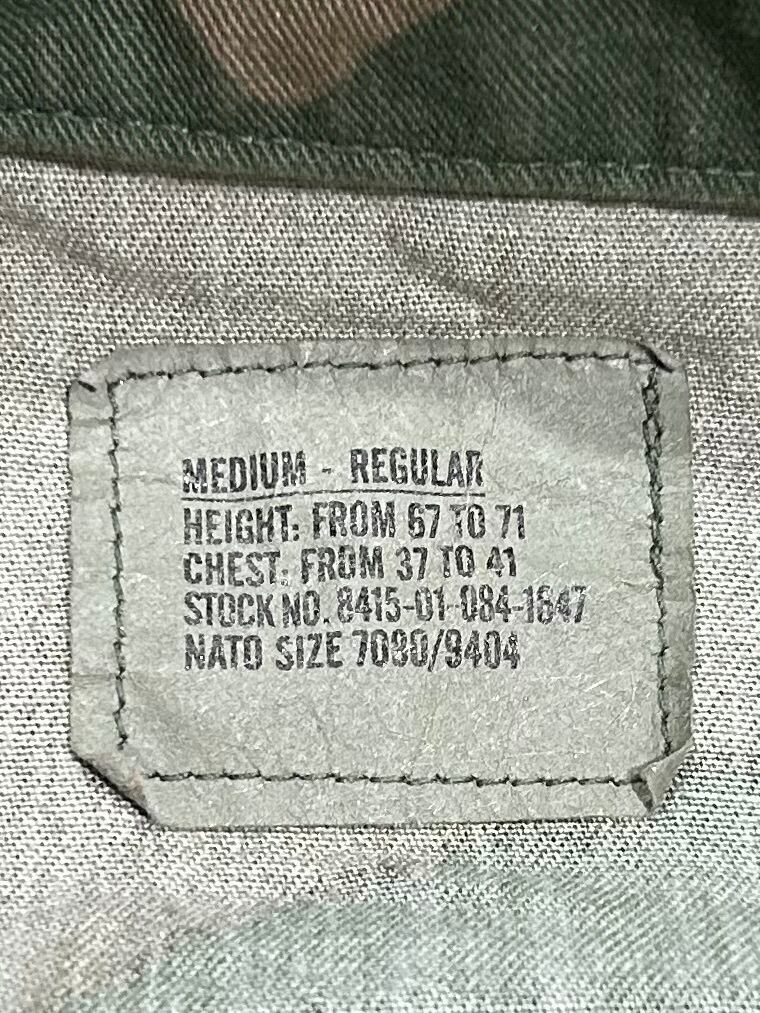 MEDIUM - REGULAR
HEIGHT: FROM 67 TO 71
CHEST: FROM 37 TO 41
STOCK NO. 8415-01-084-1647
NATO SIZE 7080/9404